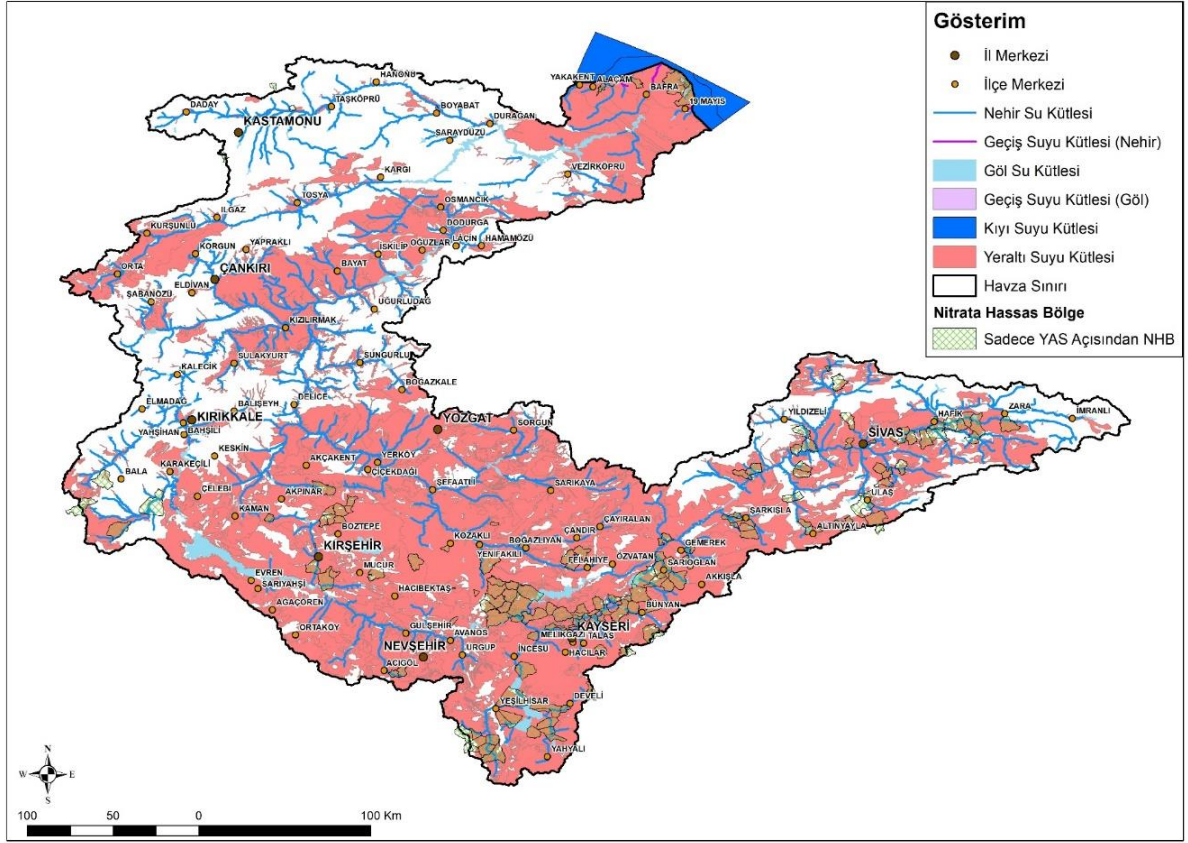 Gösterim
İl Merkezi
İlçe Merkezi
Nehir Su Kütlesi
Geçiş Suyu Kütlesi (Nehir)
Göl Su Kütlesi
Geçiş Suyu Kütlesi (Göl)
Kıyı Suyu Kütlesi
Yeraltı Suyu Kütlesi
Havza Sınırı
Nitrata Hassas Bölge
Sadece YAS Açısından NHB
YAKAKENT
ALAÇAM
BAFRA
19 MAYIS
HANÖNÜ
DADAY
TAŞKÖPRÜ
BOYABAT
DURAĞAN
KASTAMONU
SARAYDÜZÜ
VEZİRKÖPRÜ
KARGI
TOSYA
OSMANCIK
ILGAZ
KURŞUNLU
DODURGA
LAÇİN
HAMAMÖZÜ
KORGUN
YAPRAKLI
İSKİLİP
OĞUZLAR
ORTA
ÇANKIRI
BAYAT
ELDİVAN
ŞABANÖZÜ
UĞURLUDAĞ
KIZILIRMAK
SULAKYURT
SUNGURLU
KALECİK
BOĞAZKALE
ELMADAĞ
BALIŞEYH
DELİCE
KIRIKKALE
YAHŞİHAN
BAHŞILI
YOZGAT
SORGUN
YILDIZELİ
HAFİK
ZARA
İMRANLI
SİVAS
KESKİN
BALA
KARAKEÇİLİ
AKÇAKENT
YERKÖY
ÇİÇEKDAĞI
ŞEFAATLİ
SARIKAYA
ÇELEBİ
AKPINAR
KAMAN
ULAŞ
BOZTEPE
ŞARKIŞLA
ALTINYAYLA
ÇAYIRALAN
ÇANDIR
KOZAKLI
YENİFAKILI
BOĞAZLIYAN
GEMEREK
KIRŞEHİR
MUCUR
FELAHİYE
ÖZVATAN
SARIOĞLAN
AKKIŞLA
EVREN
SARIYAHŞİ
HACIBEKTAŞ
AĞAÇÖREN
BÜNYAN
ORTAKÖY
GÜLŞEHİR
AVANOS
KAYSERİ
MELİKGAZİ
TALAS
NEVŞEHİR
ÜRGÜP
İNCESU
HACILAR
ACIGÖL
YEŞİLHİSAR
DEVELİ
YAHYALI
N
W
E
S
100
50
0
100 Km